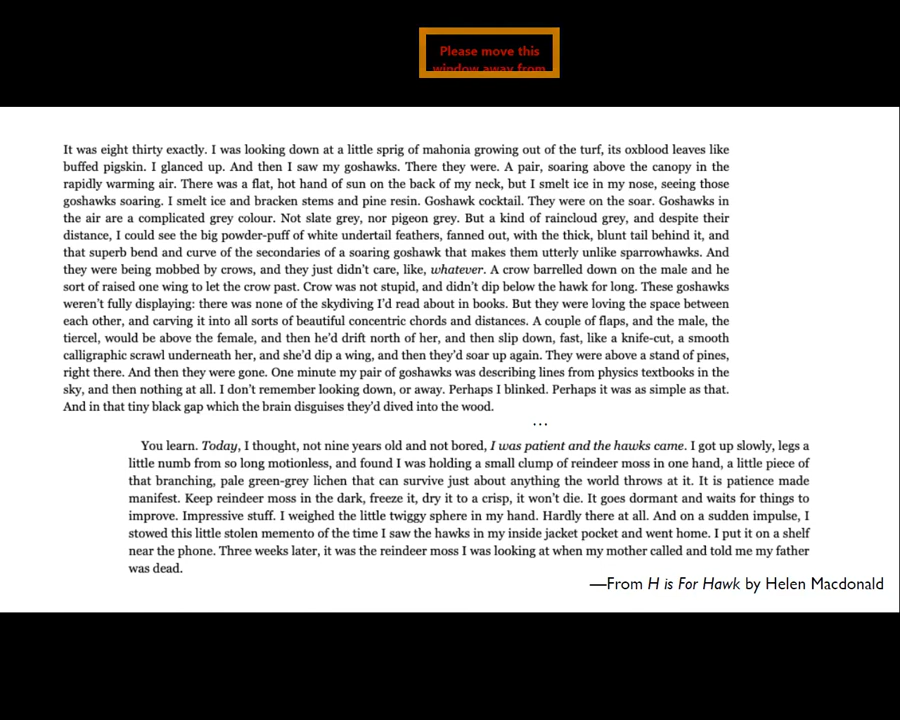 Please move this
window away from
It was eight thirty exactly. I was looking down at a little sprig of mahonia growing out of the turf, its oxblood leaves like
buffed pigskin. I glanced up. And then I saw my goshawks. There they were. A pair, soaring above the canopy in the
rapidly warming air. There was a flat, hot hand of sun on the back of my neck, but I smelt ice in my nose, seeing those
goshawks soaring. I smelt ice and bracken stems and pine resin. Goshawk cocktail. They were on the soar. Goshawks in
the air are a complicated grey colour. Not slate grey, nor pigeon grey. But a kind of raincloud grey, and despite their
distance, I could see the big powder-puff of white undertail feathers, fanned out, with the thick, blunt tail behind it, and
that superb bend and curve of the secondaries of a soaring goshawk that makes them utterly unlike sparrowhawks. And
they were being mobbed by crows, and they just didn’t care, like, whatever. A crow barrelled down on the male and he
sort of raised one wing to let the crow past. Crow was not stupid, and didn’t dip below the hawk for long. These goshawks
weren’t fully displaying: there was none of the skydiving I’d read about in books. But they were loving the space between
each other, and carving it into all sorts of beautiful concentric chords and distances. A couple of flaps, and the male, the
tiercel, would be above the female, and then he’d drift north of her, and then slip down, fast, like a knife-cut, a smooth
calligraphic scrawl underneath her, and she’d dip a wing, and then they’d soar up again. They were above a stand of pines,
right there. And then they were gone. One minute my pair of goshawks was describing lines from physics textbooks in the
sky, and then nothing at all. I don’t remember looking down, or away. Perhaps I blinked. Perhaps it was as simple as that.
And in that tiny black gap which the brain disguises they’d dived into the wood.
…
You learn. Today, I thought, not nine years old and not bored, I was patient and the hawks came. I got up slowly, legs a
little numb from so long motionless, and found I was holding a small clump of reindeer moss in one hand, a little piece of
that branching, pale green-grey lichen that can survive just about anything the world throws at it. It is patience made
manifest. Keep reindeer moss in the dark, freeze it, dry it to a crisp, it won’t die. It goes dormant and waits for things to
improve. Impressive stuff. I weighed the little twiggy sphere in my hand. Hardly there at all. And on a sudden impulse, I
stowed this little stolen memento of the time I saw the hawks in my inside jacket pocket and went home. I put it on a shelf
near the phone. Three weeks later, it was the reindeer moss I was looking at when my mother called and told me my father
was dead.
—From H is For Hawk by Helen Macdonald